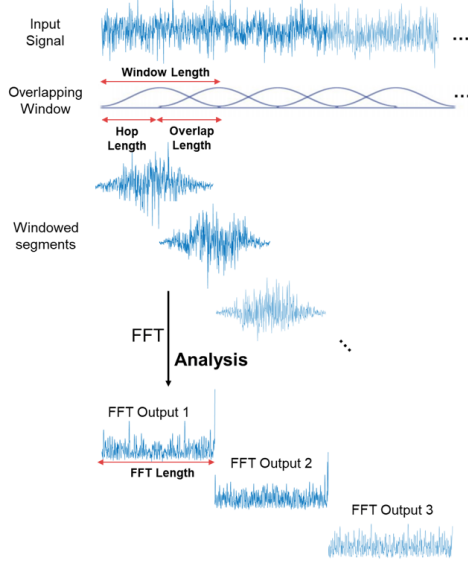 Input
Signal
...
Window Length
Overlapping
Window
...
Hop
Length
Overlap
Length
Windowed
segments
FFT
Analysis
FFT Output 1
FFT Length
FFT Output 2
FFT Output 3